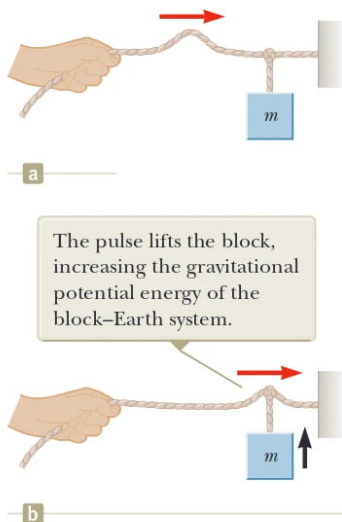 m
a
The pulse lifts the block,
increasing the gravitational
potential energy of the
block–Earth system.
m
b